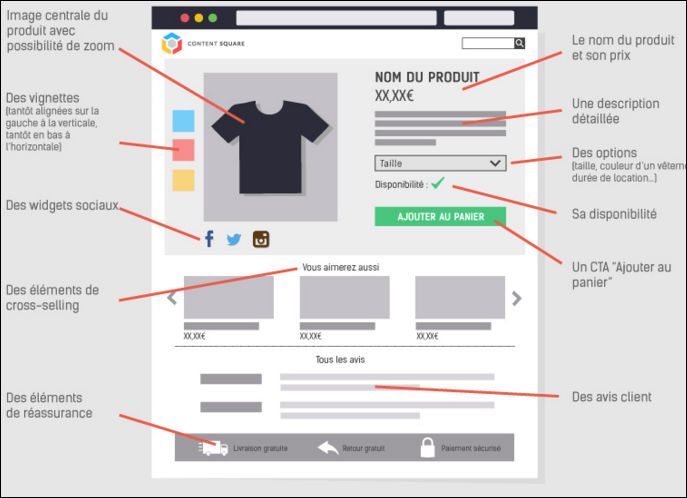 Image centrale du
produit avec
possibilité de zoom
Des vignettes
(tantôt alignées sur la
gauche à la verticale,
tantôt en bas à
l'horizontale)
Des widgets sociaux
Des éléments de
cross-selling
Des éléments
de réassurance
CONTENT SQUARE
NOM DU PRODUIT
XX,XX€
Taille
Disponibilité :
AJOUTER AU PANIER
Vous aimerez aussi
XX,XX€
XX,XX€
XX,XX€
Tous les avis
Livraison gratuite
Retour gratuit
Paiement sécurisé
Le nom du produit
et son prix
Une description
détaillée
Des options
(taille, couleur d'un vêteme
durée de location...)
Sa disponibilité
Un CTA "Ajouter au
panier"
Des avis client